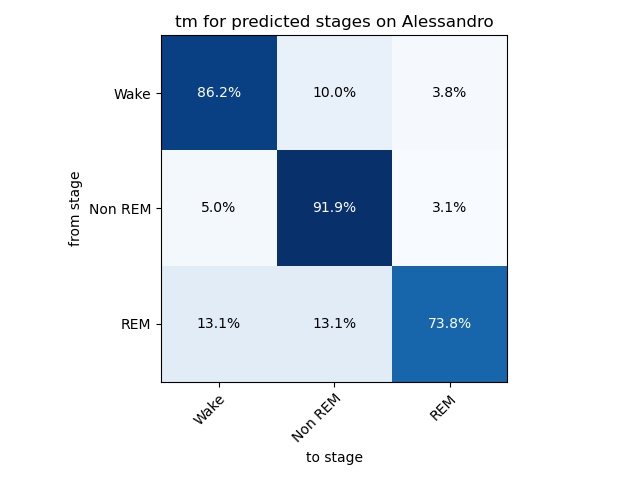 tm for predicted stages on Alessandro
from stage
Wake
86.2%
10.0%
3.8%
Non REM
5.0%
91.9%
3.1%
REM
13.1%
13.1%
73.8%
Wake
Non REM
REM
to stage